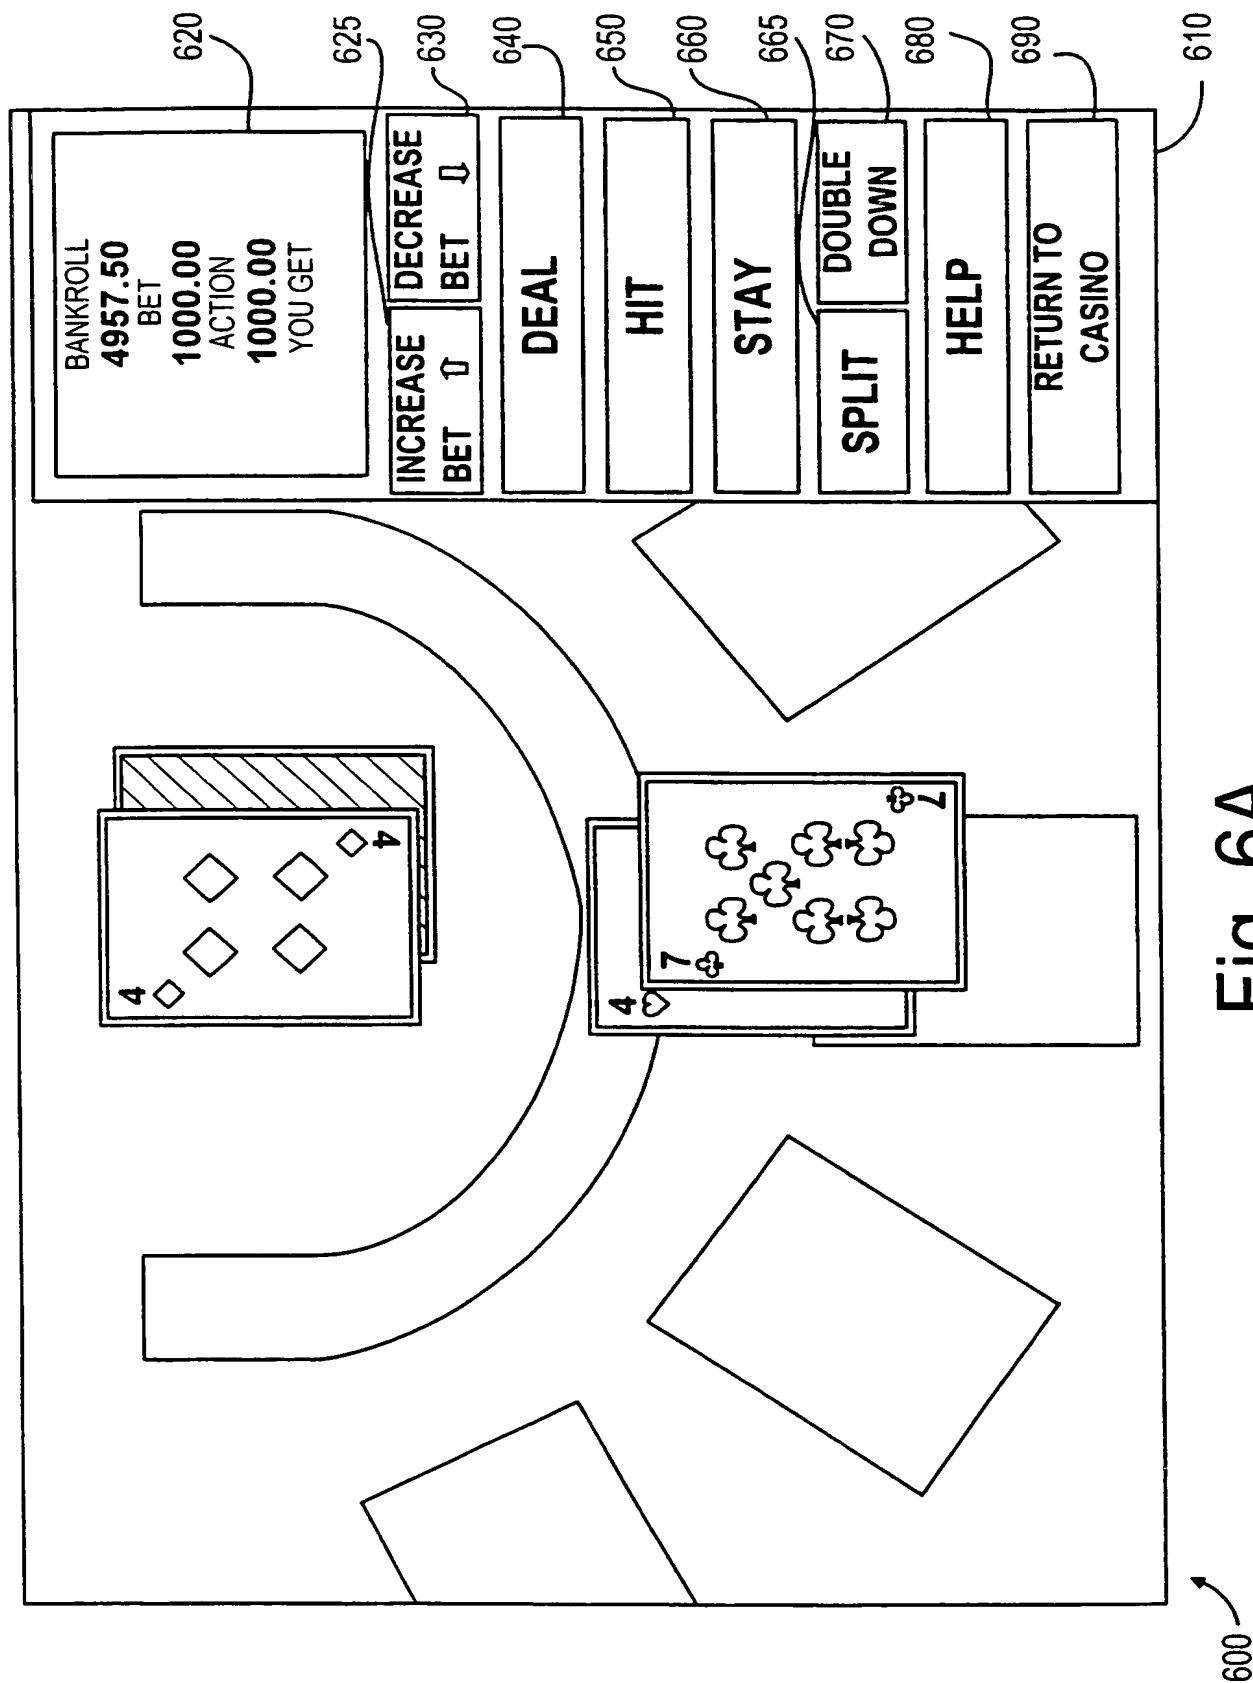 BANKROLL
4957.50
BET
1000.00
ACTION
1000.00
YOU GET
INCREASE
BET
DECREASE
BET
DEAL
HIT
STAY
SPLIT
DOUBLE
DOWN
HELP
RETURN TO
CASINO
4
4
4
7
7
620
625
630
640
650
660
665
670
680
690
610
600
Fig. 6A